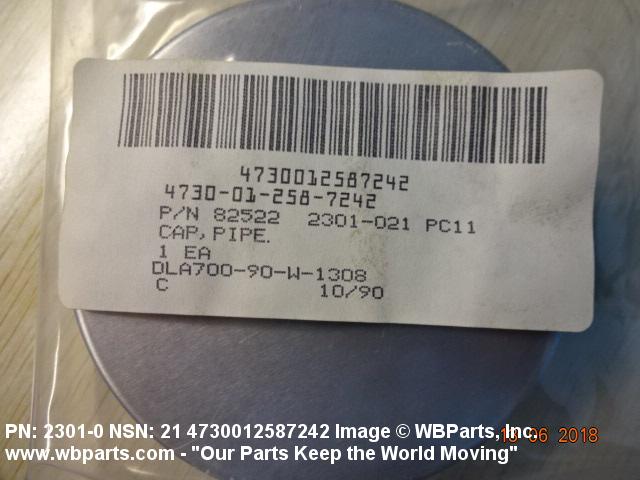 4730012587242
4730-01-258-7242
P/N 82522 2301-021 PC11
CAP, PIPE.
1 EA
DLA700-90-W-1308
C 10/90
PN: 2301-0 NSN: 21 4730012587242 Image © WBParts, Inc.
13 06 2018
www.wbparts.com - "Our Parts Keep the World Moving"